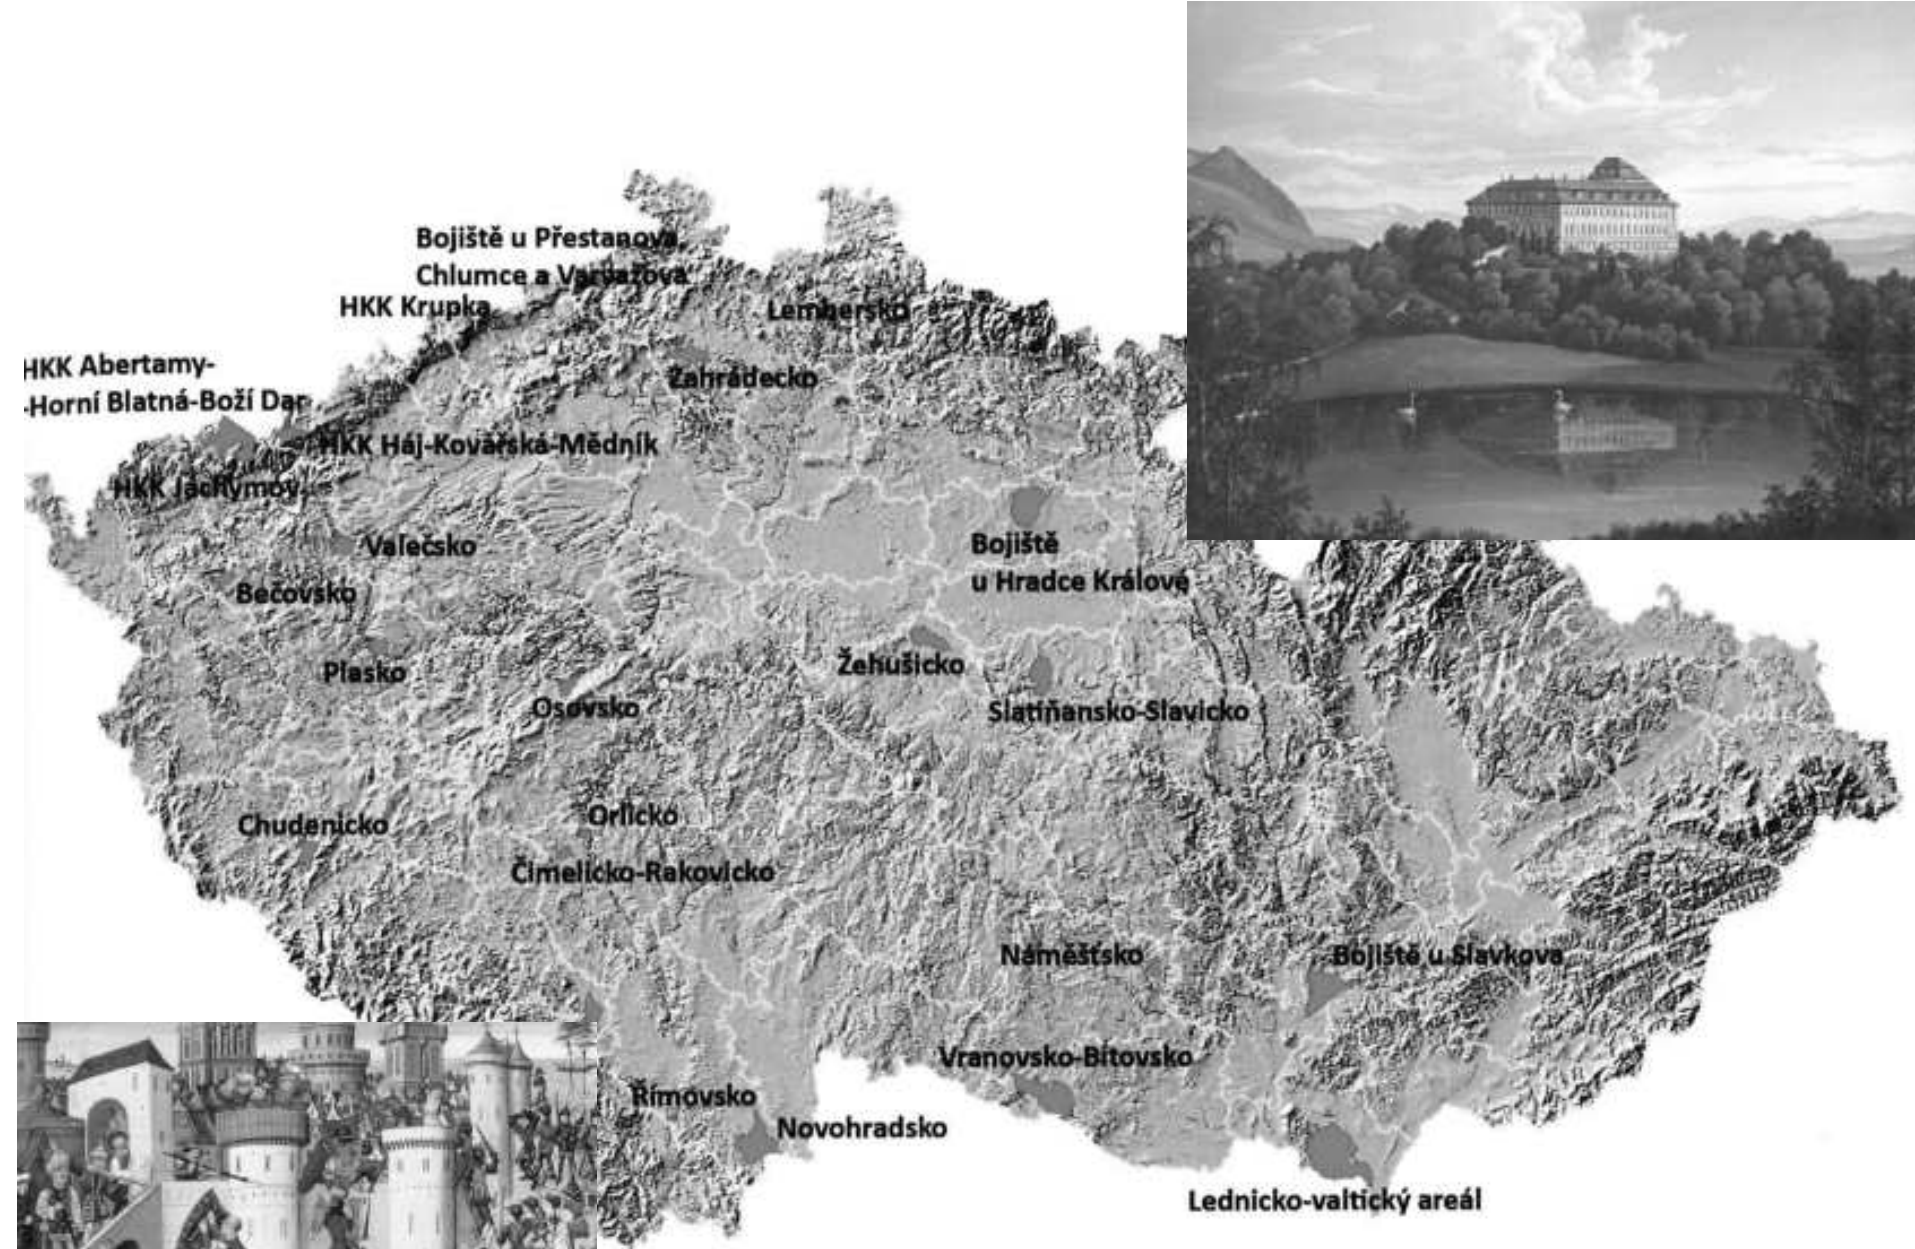 Bojiště u Přestanova,
Chlumce a Varvažova
HKK Krupka
Lembersko
HKK Abertamy-
-Horní Blatná-Boží Dar
Zahrádecko
HKK Háj-Kovářská-Mědník
HKK Jáchymov
Valečsko
Bojiště
u Hradce Králové
Bečovsko
Plasko
Žehušicko
Osovsko
Slatiňansko-Slavicko
Orlicko
Chudenicko
Čimelicko-Rakovicko
Náměšťsko
Bojiště u Slavkova
Vranovsko-Bítovsko
Římovsko
Novohradsko
Lednicko-valtický areál